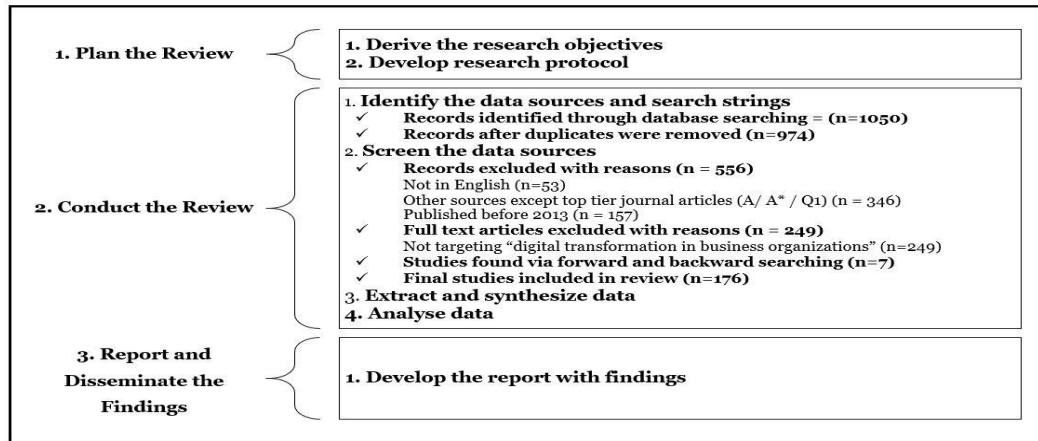 1. Plan the Review
1. Derive the research objectives
2. Develop research protocol
2. Conduct the Review
1. Identify the data sources and search strings
✓ Records identified through database searching = (n=1050)
✓ Records after duplicates were removed (n=974)
2. Screen the data sources
✓ Records excluded with reasons (n = 556)
Not in English (n=53)
Other sources except top tier journal articles (A/ A* / Q1) (n = 346)
Published before 2013 (n = 157)
✓ Full text articles excluded with reasons (n = 249)
Not targeting “digital transformation in business organizations” (n=249)
✓ Studies found via forward and backward searching (n=7)
✓ Final studies included in review (n=176)
3. Extract and synthesize data
4. Analyse data
3. Report and
Disseminate the
Findings
1. Develop the report with findings